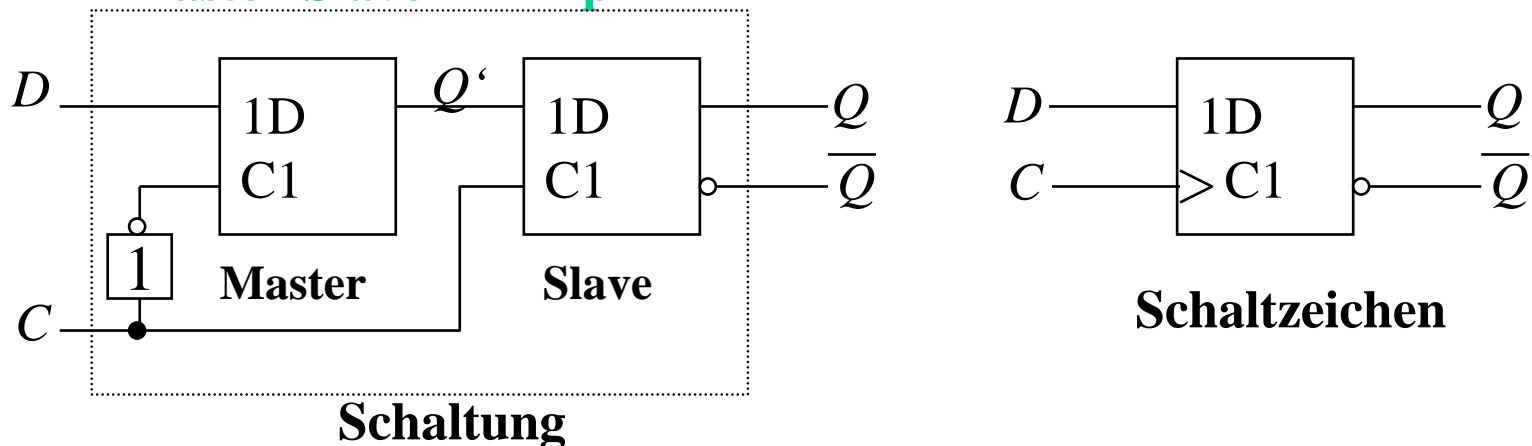 D
1D
C1
Q‘
1D
C1
Q
Q
1
Master
Slave
C
Schaltung
D
1D
Q
C
C1
Q
Schaltzeichen